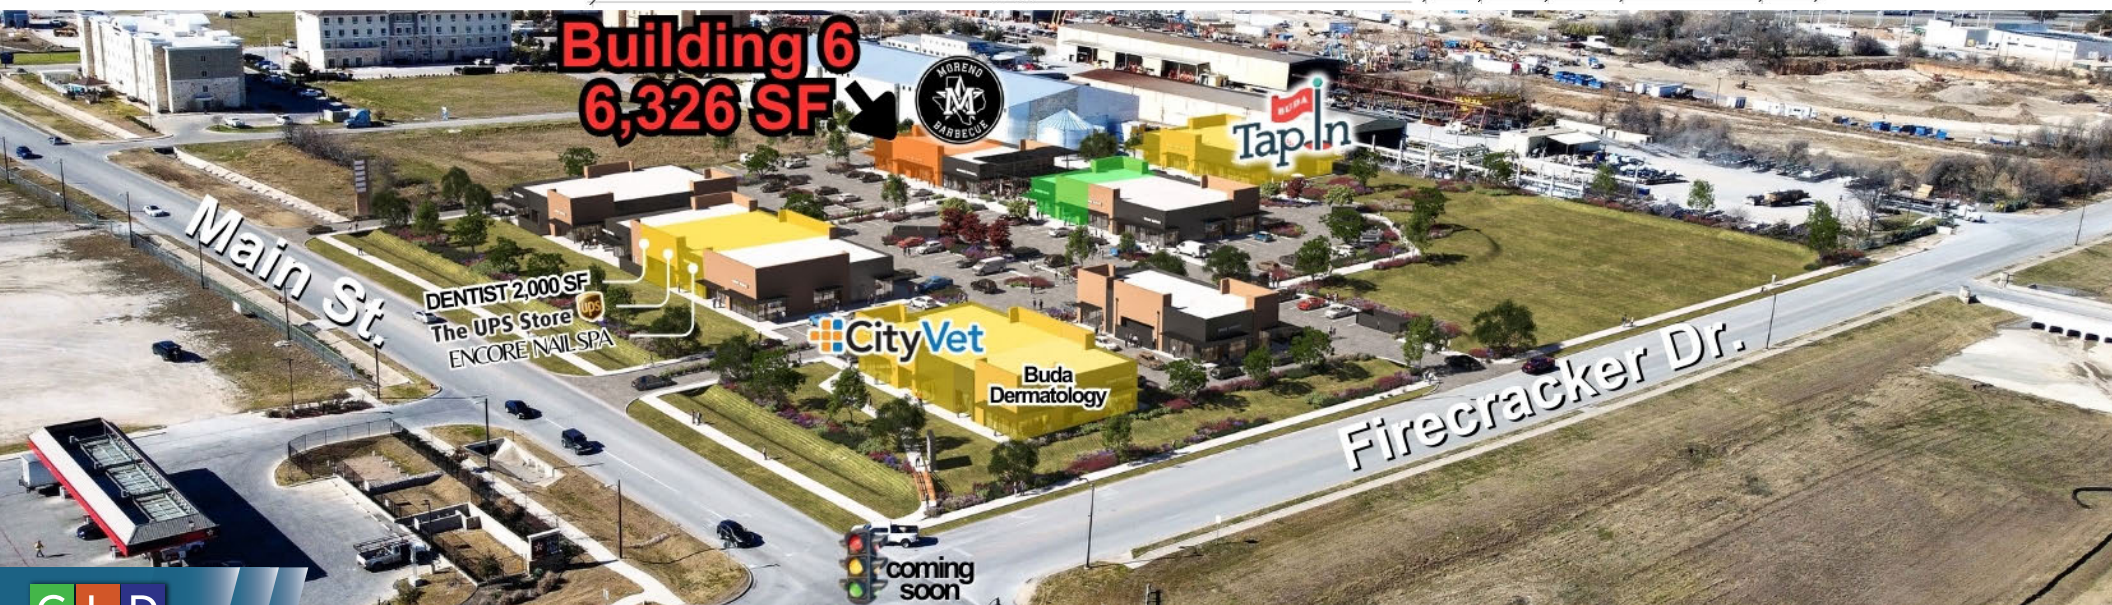 Building 6
6,326 SF
MORENO
M
BARBECUE
BUDA
Tap In
Main St.
DENTIST 2,000 SF
The UPS Store
ups
ENCORE NAIL SPA
CityVet
Buda
Dermatology
Firecracker Dr.
coming
soon